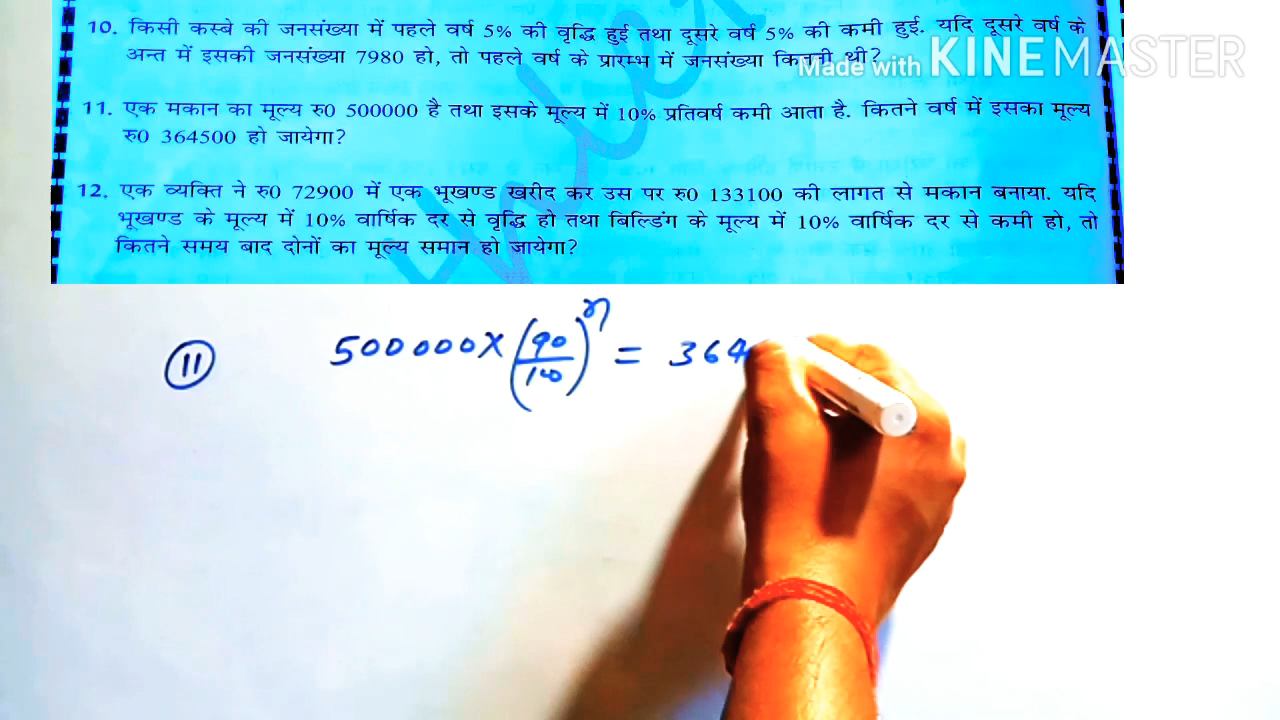 10. किसी कस्बे की जनसंख्या में पहले वर्ष 5% की वृद्धि हुई तथा दूसरे वर्ष 5% की कमी हुई. यदि दूसरे वर्ष के
अन्त में इसकी जनसंख्या 7980 हो, तो पहले वर्ष के प्रारम्भ में जनसंख्या कितनी थी?
Made with KINEMASTER
11. एक मकान का मूल्य रु0 500000 है तथा इसके मूल्य में 10% प्रतिवर्ष कमी आता है. कितने वर्ष में इसका मूल्य
रु0 364500 हो जायेगा?
12. एक व्यक्ति ने रु0 72900 में एक भूखण्ड खरीद कर उस पर रु0 133100 की लागत से मकान बनाया. यदि
भूखण्ड के मूल्य में 10% वार्षिक दर से वृद्धि हो तथा बिल्डिंग के मूल्य में 10% वार्षिक दर से कमी हो, तो
कितने समय बाद दोनों का मूल्य समान हो जायेगा?
11 500000 × (90/100)^n = 364